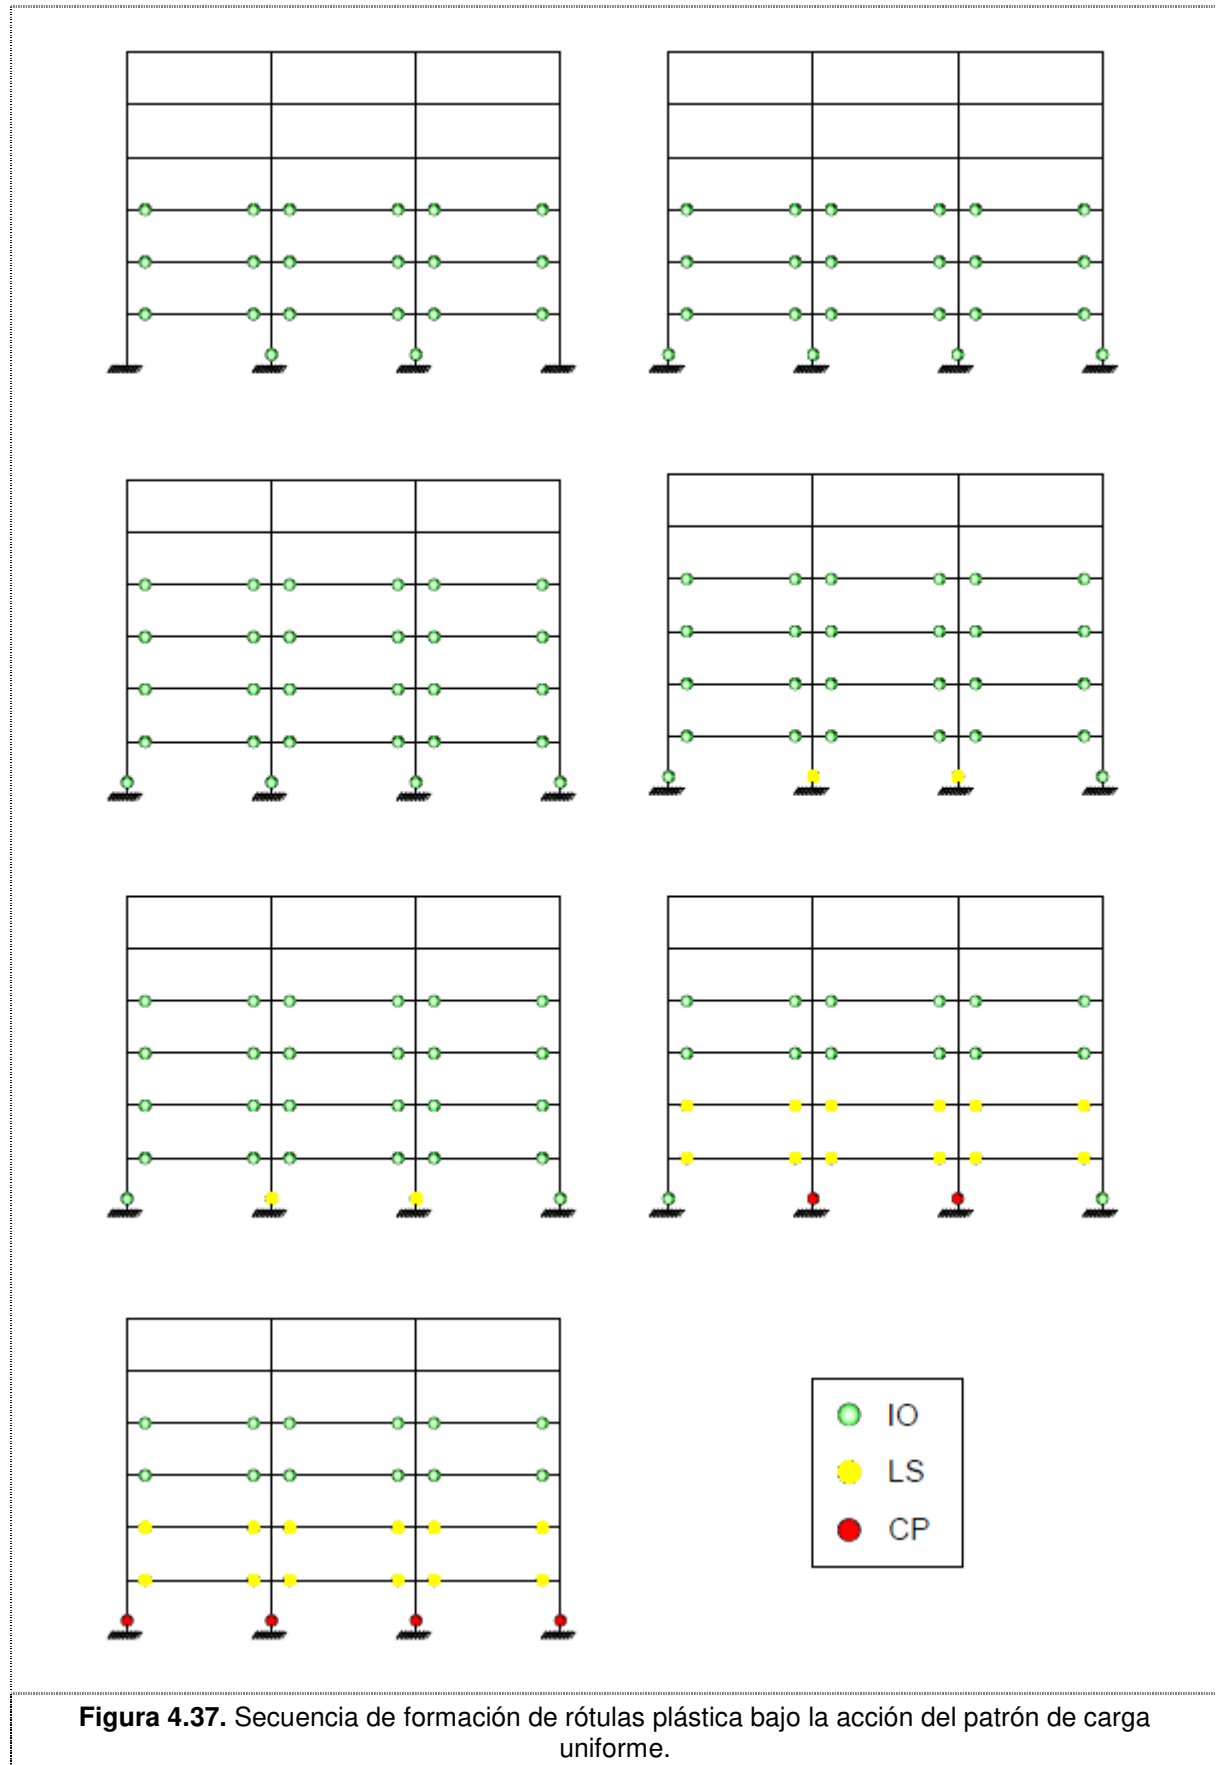 IO
LS
CP
Figura 4.37. Secuencia de formación de rótulas plástica bajo la acción del patrón de carga
uniforme.